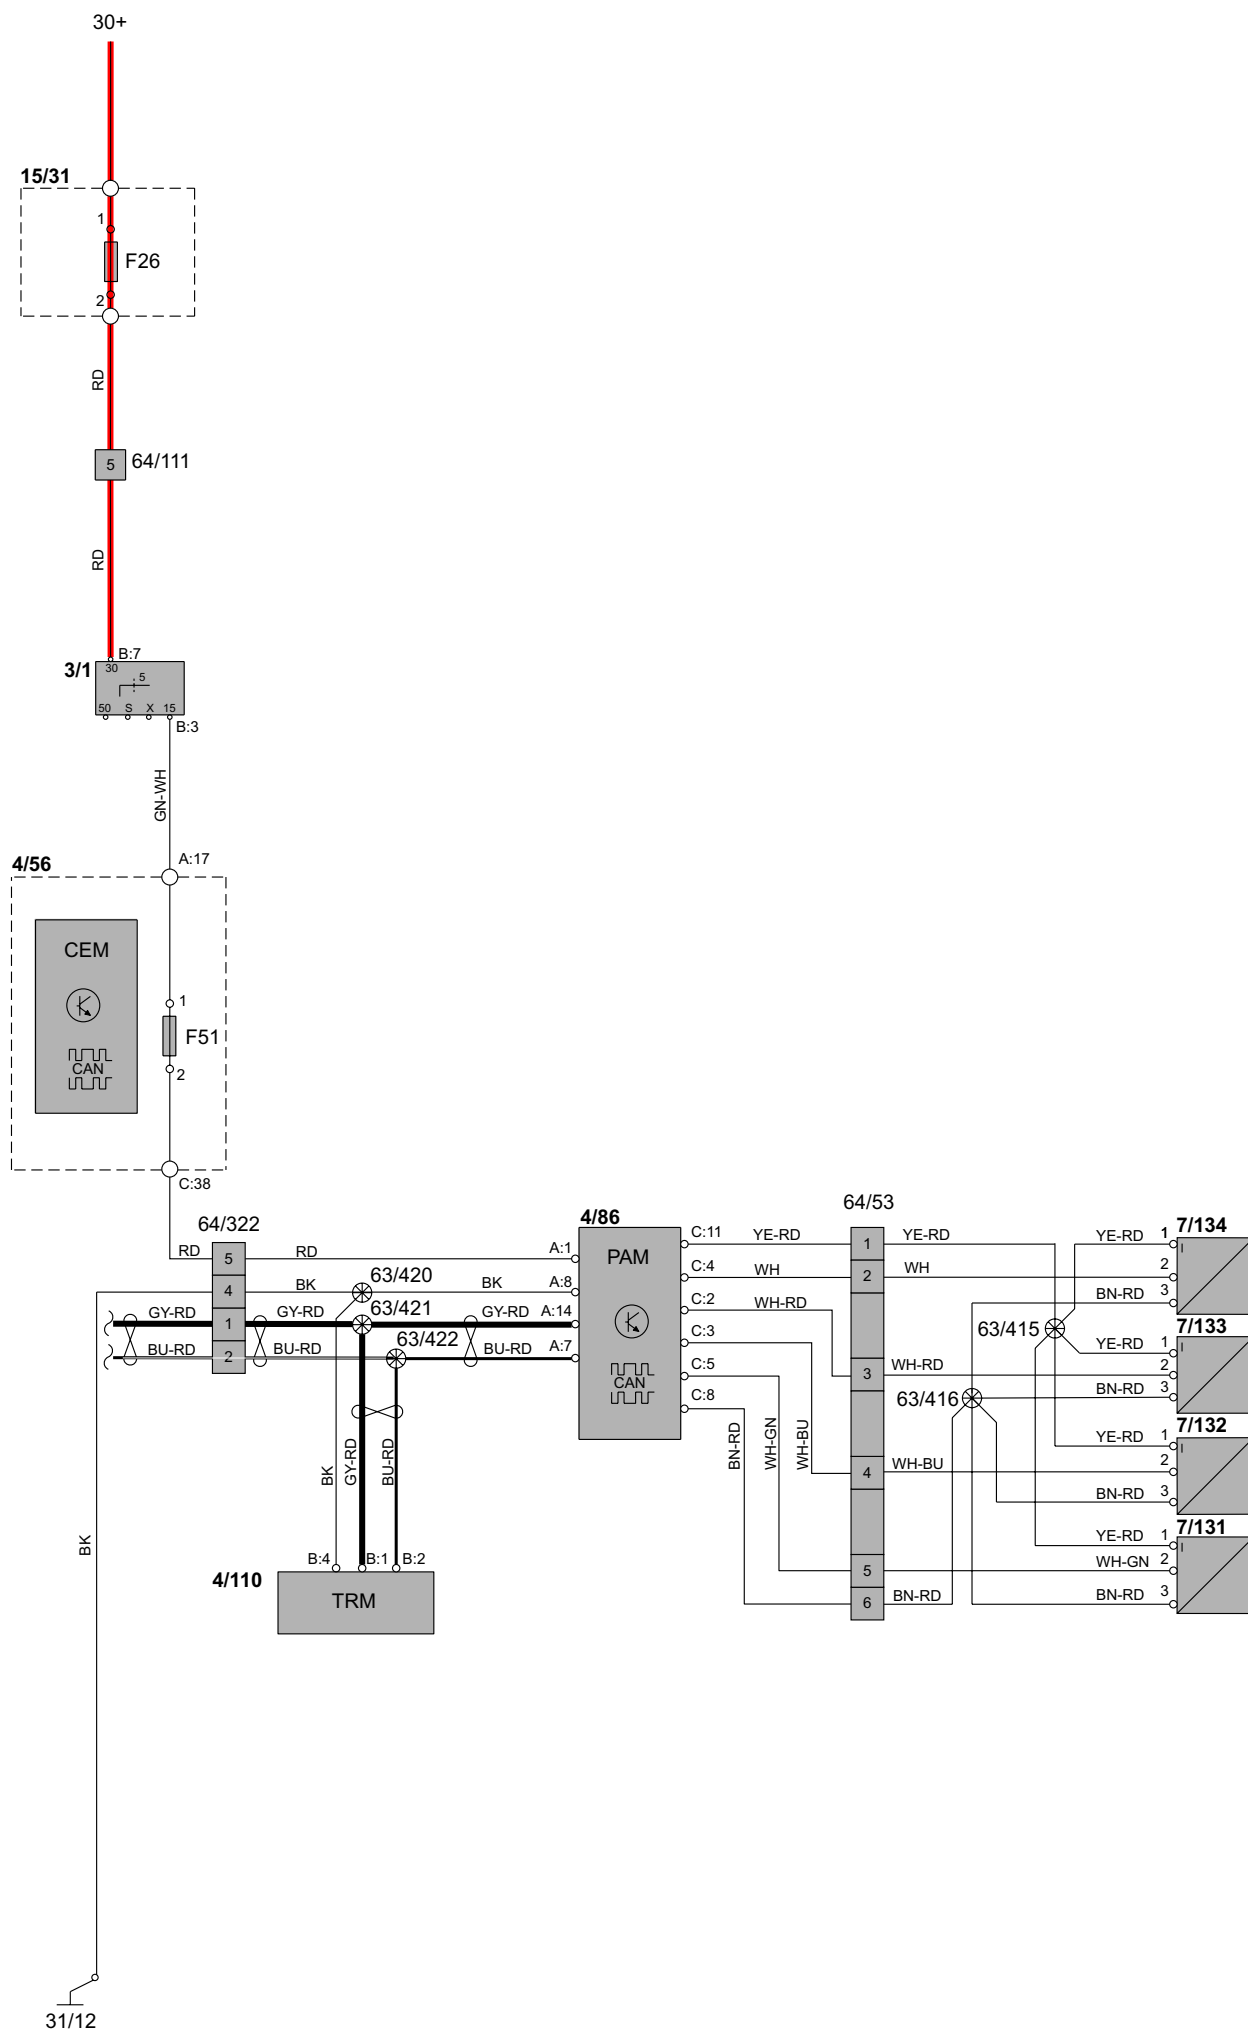 30+
15/31
1
F26
2
RD
5 64/111
RD
B:7
3/1
30
5
50 S X 15
B:3
GN-WH
A:17
4/56
CEM
1
F51
CAN
2
C:38
64/322
4/86
64/53
7/134
RD 5 RD A:1
PAM
C:11 YE-RD 1 YE-RD YE-RD 1
C:4 WH 2 WH 2
63/420
4 BK BK A:8
C:2 WH-RD BN-RD 3
GY-RD 1 GY-RD 63/421 GY-RD A:14
63/415
7/133
BU-RD 2 BU-RD 63/422 BU-RD A:7
C:3
YE-RD 1
CAN
C:5
3 WH-RD 2
C:8
63/416
BN-RD 3
7/132
BK
GY-RD
BU-RD
BN-RD
WH-GN
WH-BU
YE-RD 1
4 WH-BU 2
BN-RD 3
7/131
BK
YE-RD 1
B:4 B:1 B:2
5 WH-GN 2
4/110
TRM
6 BN-RD BN-RD 3
31/12